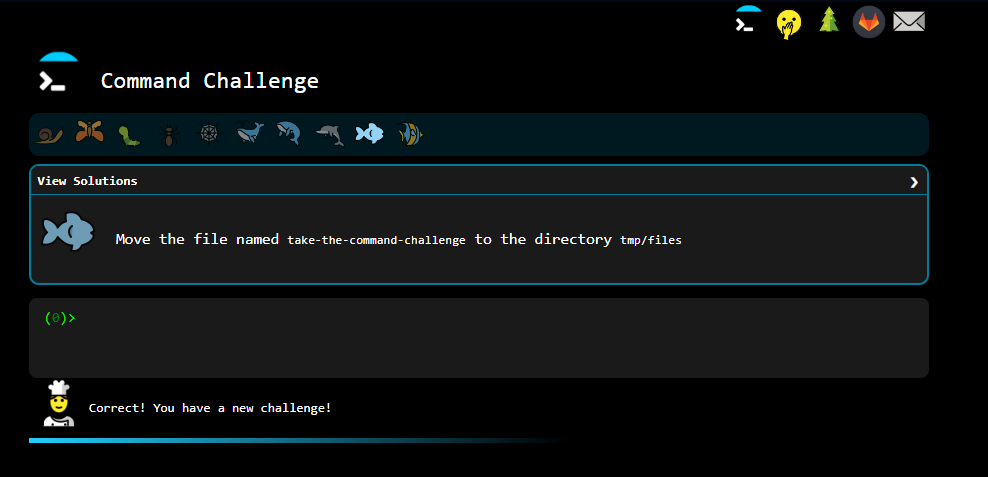 Command Challenge
View Solutions
Move the file named take-the-command-challenge to the directory tmp/files
(0)>
Correct! You have a new challenge!